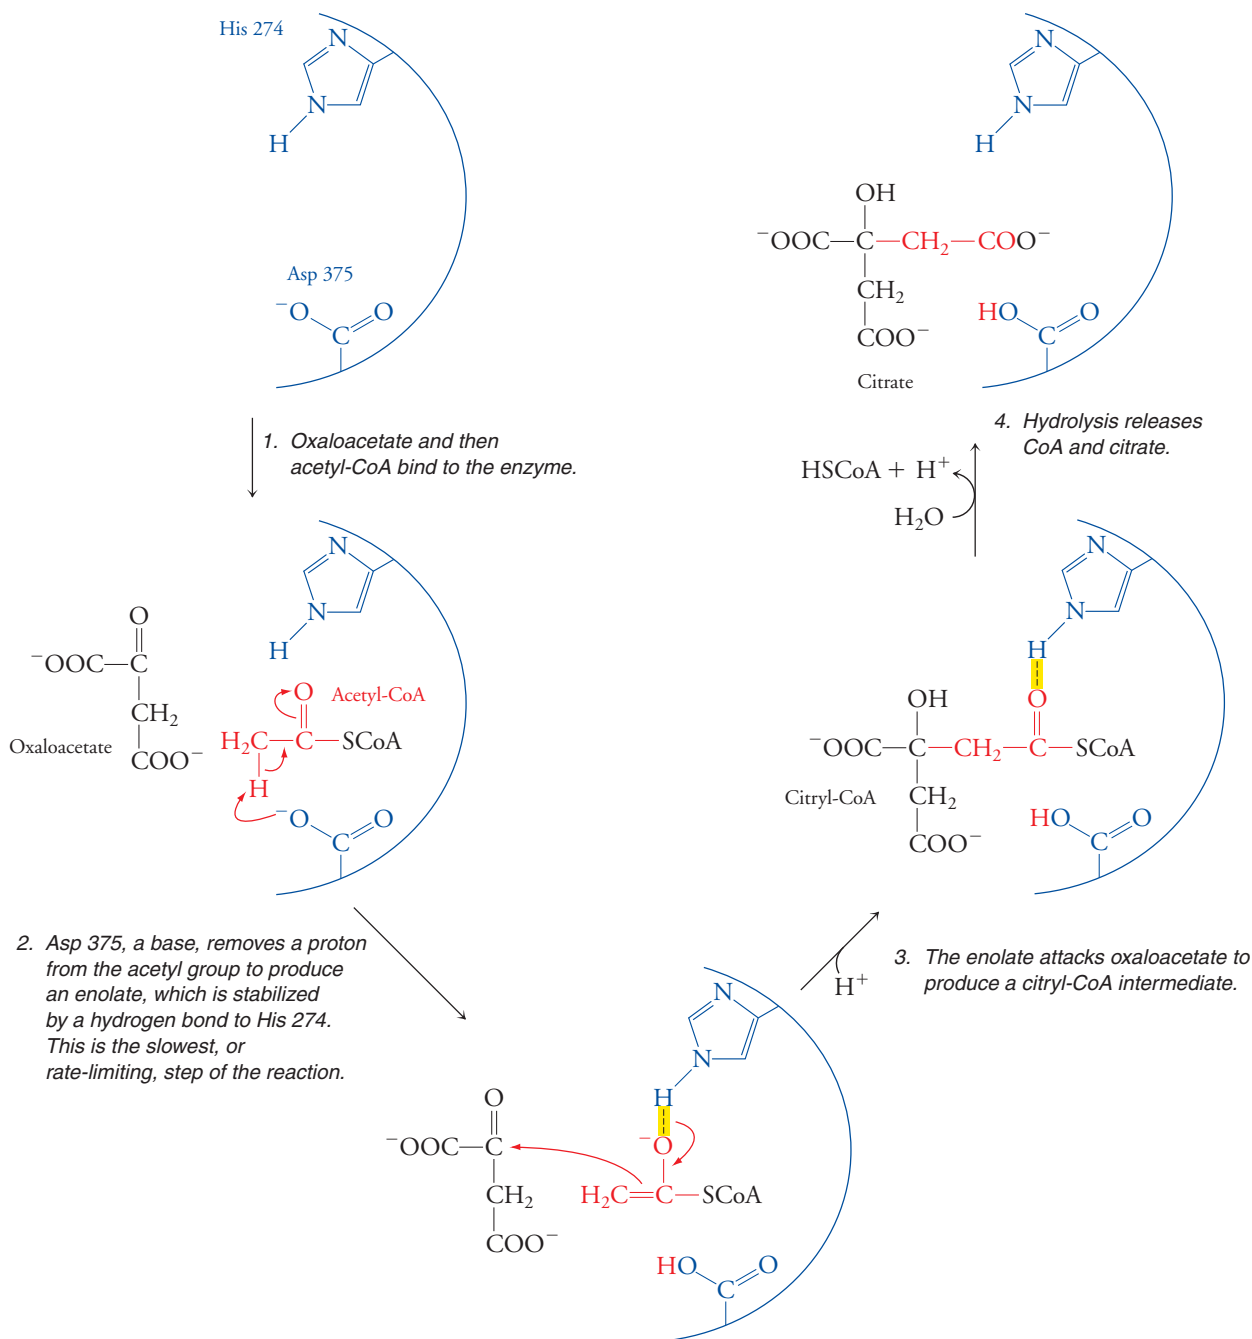 His 274
N
N
H
Asp 375
⁻O
O
C
1. Oxaloacetate and then
acetyl-CoA bind to the enzyme.
N
N
H
O
⁻OOC—C
CH₂
Oxaloacetate
COO⁻
O
Acetyl-CoA
H₂C—C—SCoA
H
⁻O
O
C
2. Asp 375, a base, removes a proton
from the acetyl group to produce
an enolate, which is stabilized
by a hydrogen bond to His 274.
This is the slowest, or
rate-limiting, step of the reaction.
N
N
H
O
⁻OOC—C
CH₂
COO⁻
⁻O
H₂C=C—SCoA
HO
O
C
H⁺
3. The enolate attacks oxaloacetate to
produce a citryl-CoA intermediate.
N
N
H
O
OH
⁻OOC—C—CH₂—C—SCoA
Citryl-CoA
CH₂
COO⁻
HO
O
C
HSCoA + H⁺
H₂O
4. Hydrolysis releases
CoA and citrate.
N
N
H
OH
⁻OOC—C—CH₂—COO⁻
CH₂
COO⁻
Citrate
HO
O
C